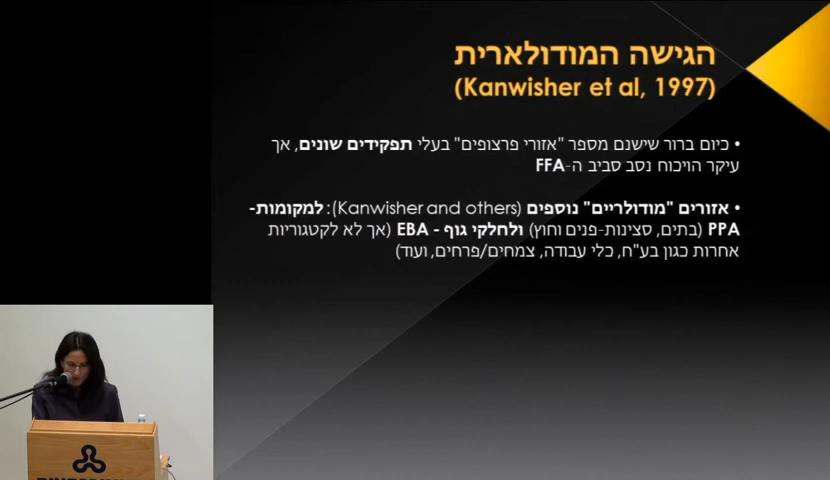 הגישה המודולארית
(Kanwisher et al, 1997)
• כיום ברור שישנם מספר "אזורי פרצופים" בעלי תפקידים שונים, אך
עיקר הויכוח נסב סביב ה-FFA
• אזורים "מודולריים" נוספים (Kanwisher and others): למקומות-
PPA (בתים, סצינות-פנים וחוץ) ולחלקי גוף - EBA (אך לא לקטגוריות
אחרות כגון בע"ח, כלי עבודה, צמחים/פרחים, ועוד)